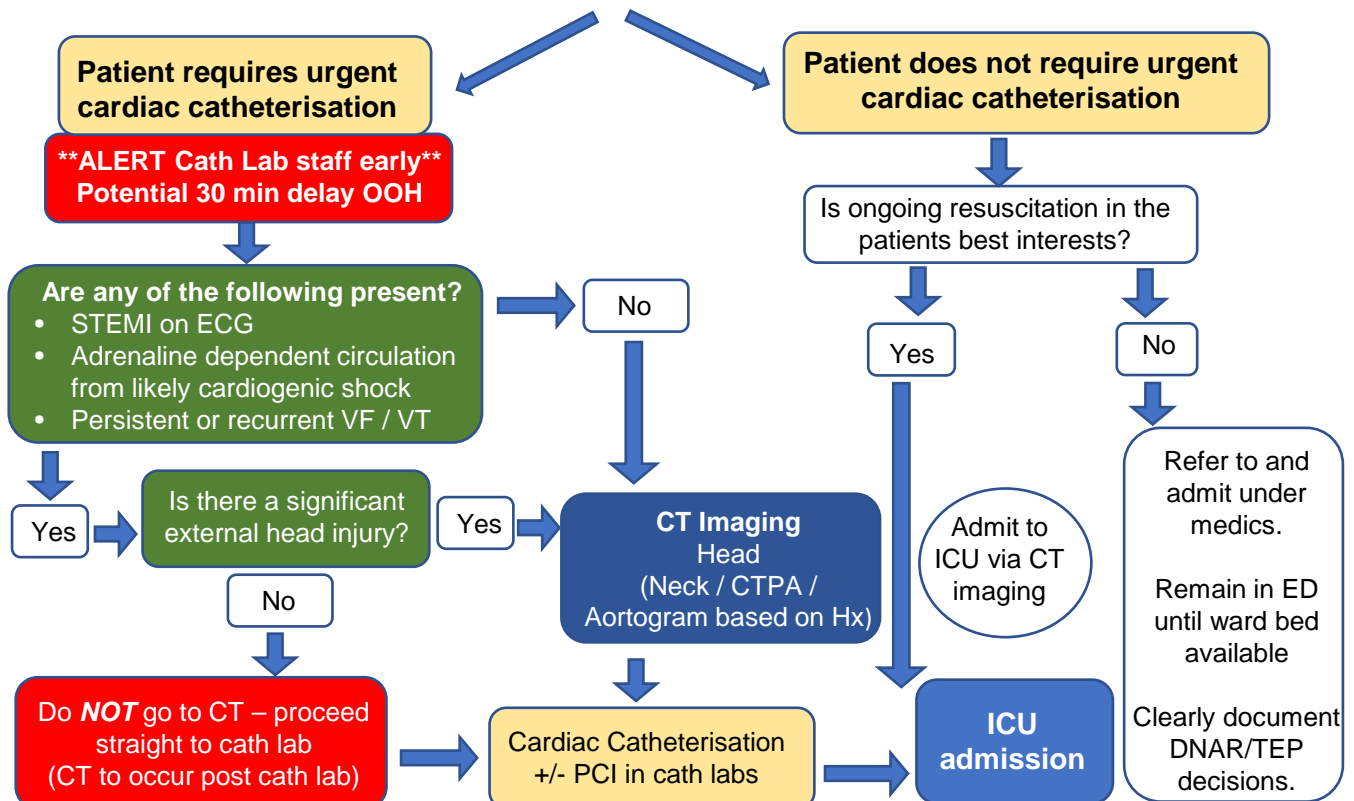 Patient requires urgent
cardiac catheterisation
**ALERT Cath Lab staff early**
Potential 30 min delay OOH
Are any of the following present?
• STEMI on ECG
• Adrenaline dependent circulation
from likely cardiogenic shock
• Persistent or recurrent VF / VT
No
Yes
Is there a significant
external head injury?
Yes
No
CT Imaging
Head
(Neck / CTPA /
Aortogram based on Hx)
Do NOT go to CT – proceed
straight to cath lab
(CT to occur post cath lab)
Cardiac Catheterisation
+/- PCI in cath labs
Patient does not require urgent
cardiac catheterisation
Is ongoing resuscitation in the
patients best interests?
Yes
No
Admit to
ICU via CT
imaging
ICU
admission
Refer to and
admit under
medics.
Remain in ED
until ward bed
available
Clearly document
DNAR/TEP
decisions.